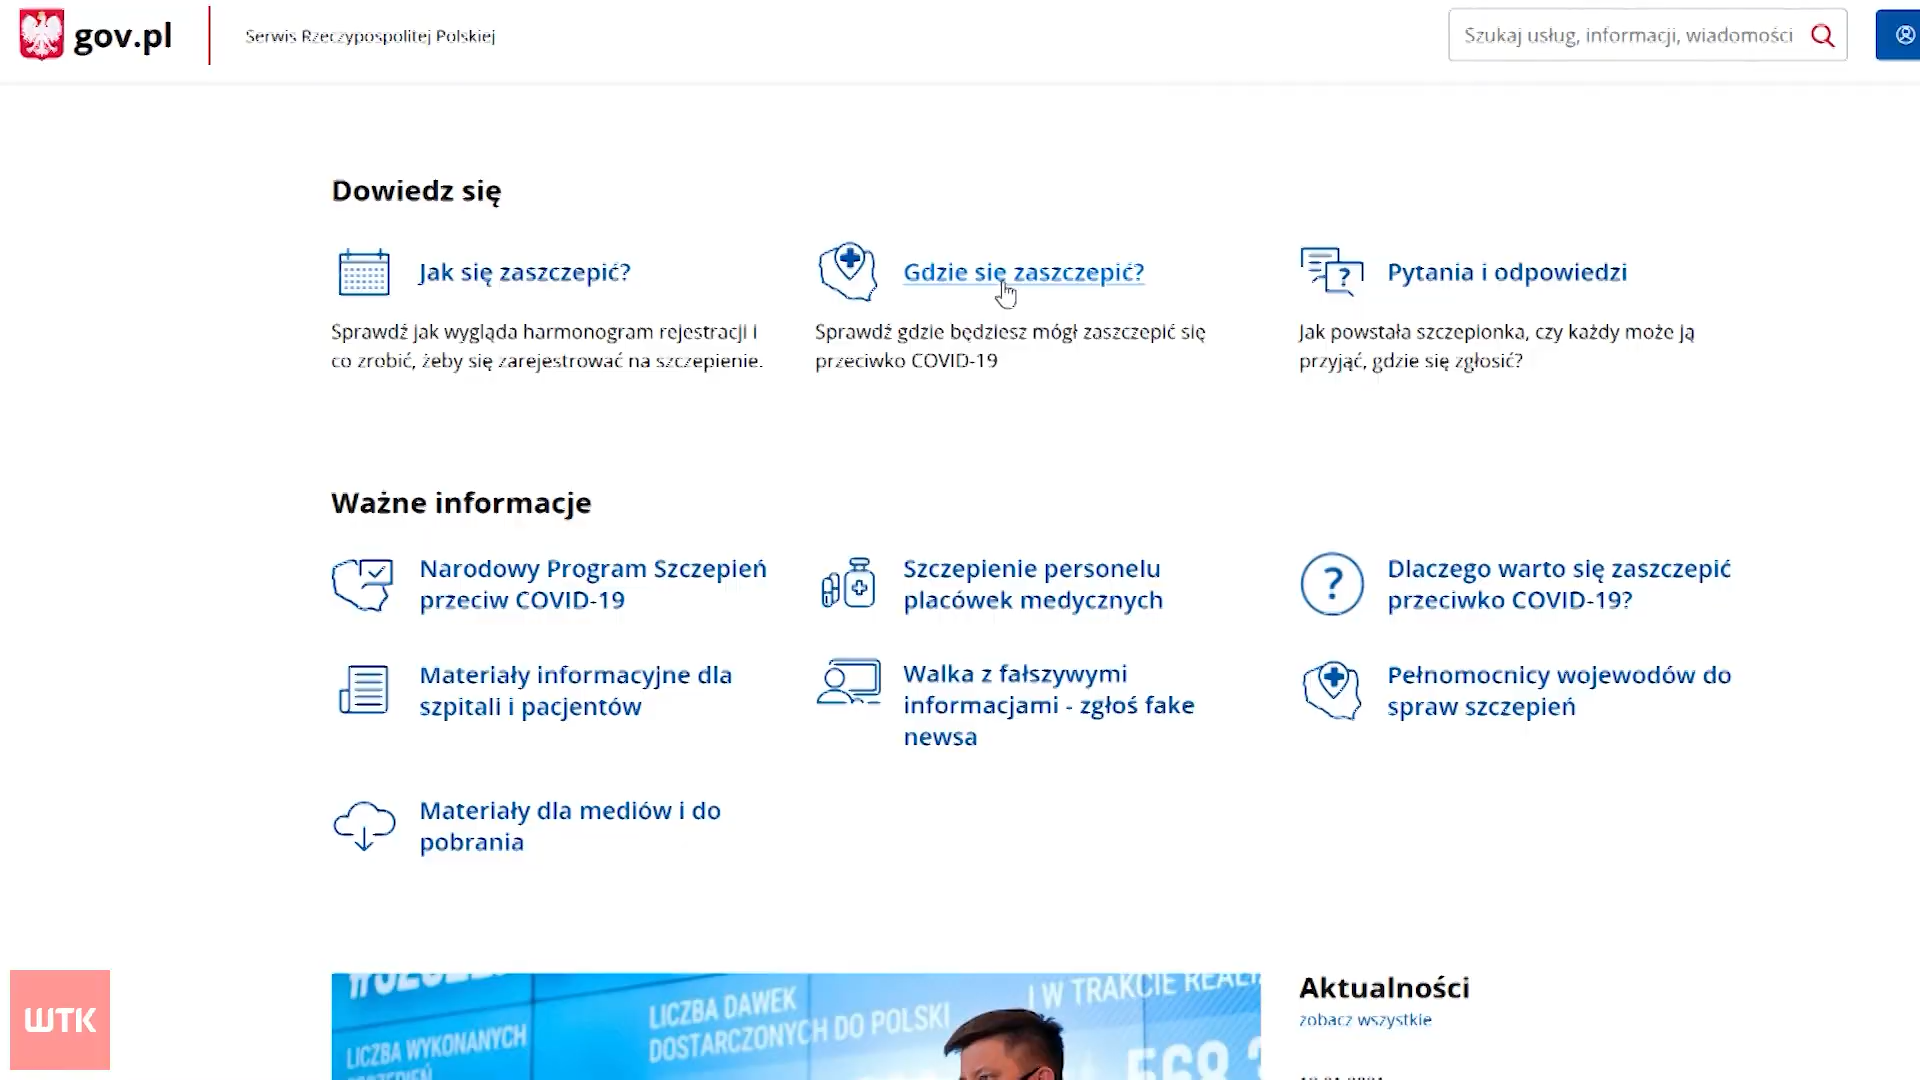 gov.pl
Serwis Rzeczypospolitej Polskiej
Szukaj usług, informacji, wiadomości
Dowiedz się
Jak się zaszczepić?
Sprawdź jak wygląda harmonogram rejestracji i
co zrobić, żeby się zarejestrować na szczepienie.
Gdzie się zaszczepić?
Sprawdź gdzie będziesz mógł zaszczepić się
przeciwko COVID-19
Pytania i odpowiedzi
Jak powstała szczepionka, czy każdy może ją
przyjąć, gdzie się zgłosić?
Ważne informacje
Narodowy Program Szczepień
przeciw COVID-19
Szczepienie personelu
placówek medycznych
?
Dlaczego warto się zaszczepić
przeciwko COVID-19?
Materiały informacyjne dla
szpitali i pacjentów
Walka z fałszywymi
informacjami - zgłoś fake
newsa
Pełnomocnicy wojewodów do
spraw szczepień
Materiały dla mediów i do
pobrania
LICZBA WYKONANYCH
LICZBA DAWEK
DOSTARCZONYCH DO POLSKI
I W TRAKCIE
568
Aktualności
zobacz wszystkie
WTK